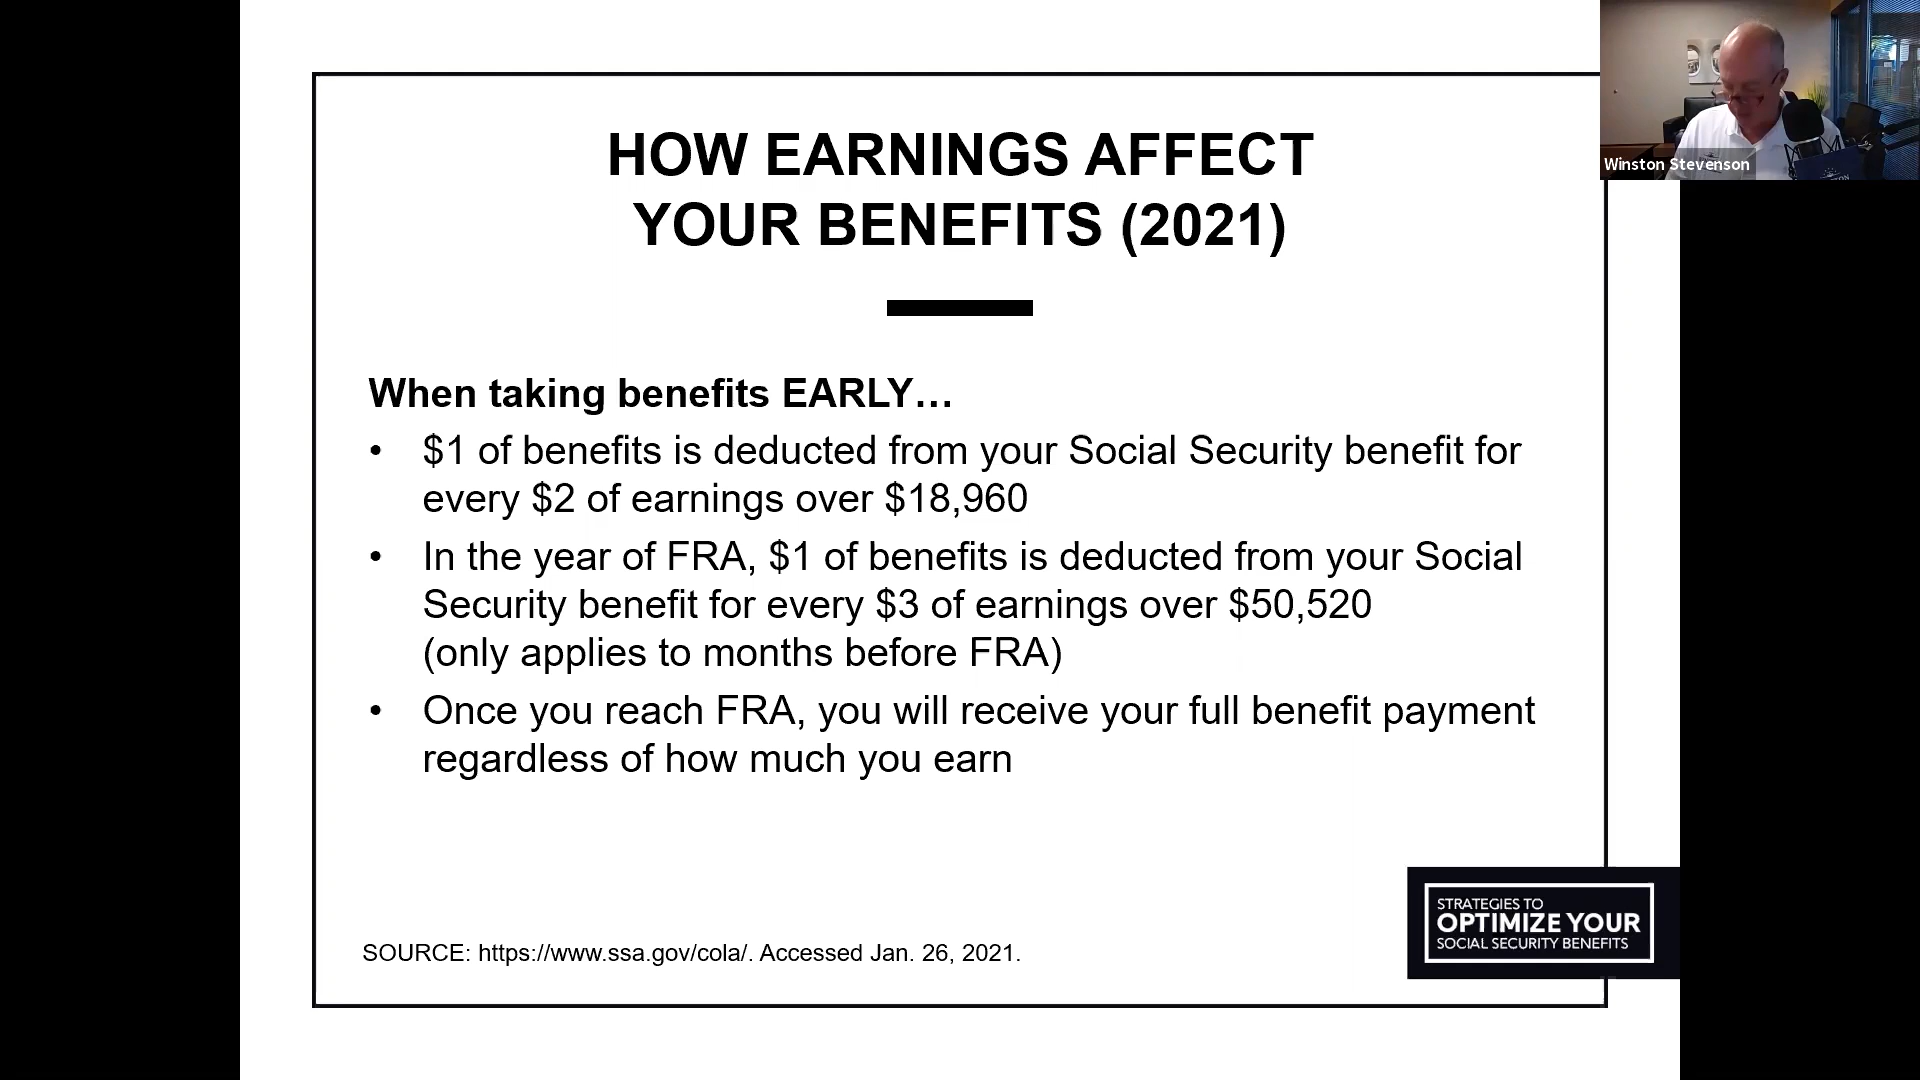 HOW EARNINGS AFFECT
YOUR BENEFITS (2021)
Winston Stevenson
When taking benefits EARLY…
• $1 of benefits is deducted from your Social Security benefit for
every $2 of earnings over $18,960
• In the year of FRA, $1 of benefits is deducted from your Social
Security benefit for every $3 of earnings over $50,520
(only applies to months before FRA)
• Once you reach FRA, you will receive your full benefit payment
regardless of how much you earn
STRATEGIES TO
OPTIMIZE YOUR
SOCIAL SECURITY BENEFITS
SOURCE: https://www.ssa.gov/cola/. Accessed Jan. 26, 2021.